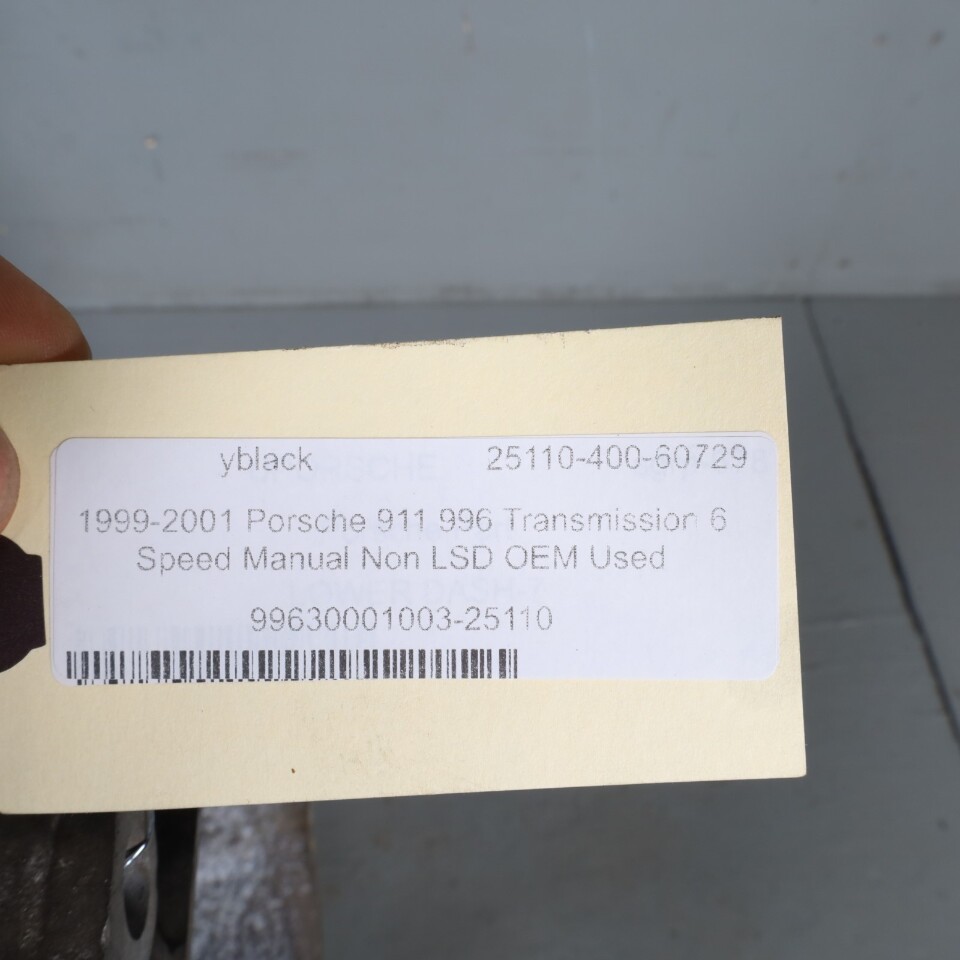 yblack 25110-400-60729
1999-2001 Porsche 911 996 Transmission 6
Speed Manual Non LSD OEM Used
99630001003-25110